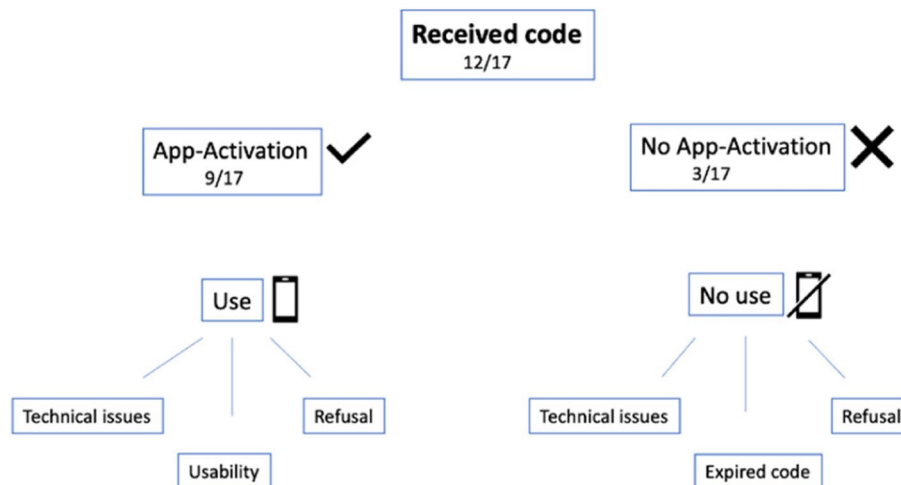 Received code
12/17
App-Activation
9/17
No App-Activation
3/17
Use
No use
Technical issues
Refusal
Usability
Technical issues
Refusal
Expired code